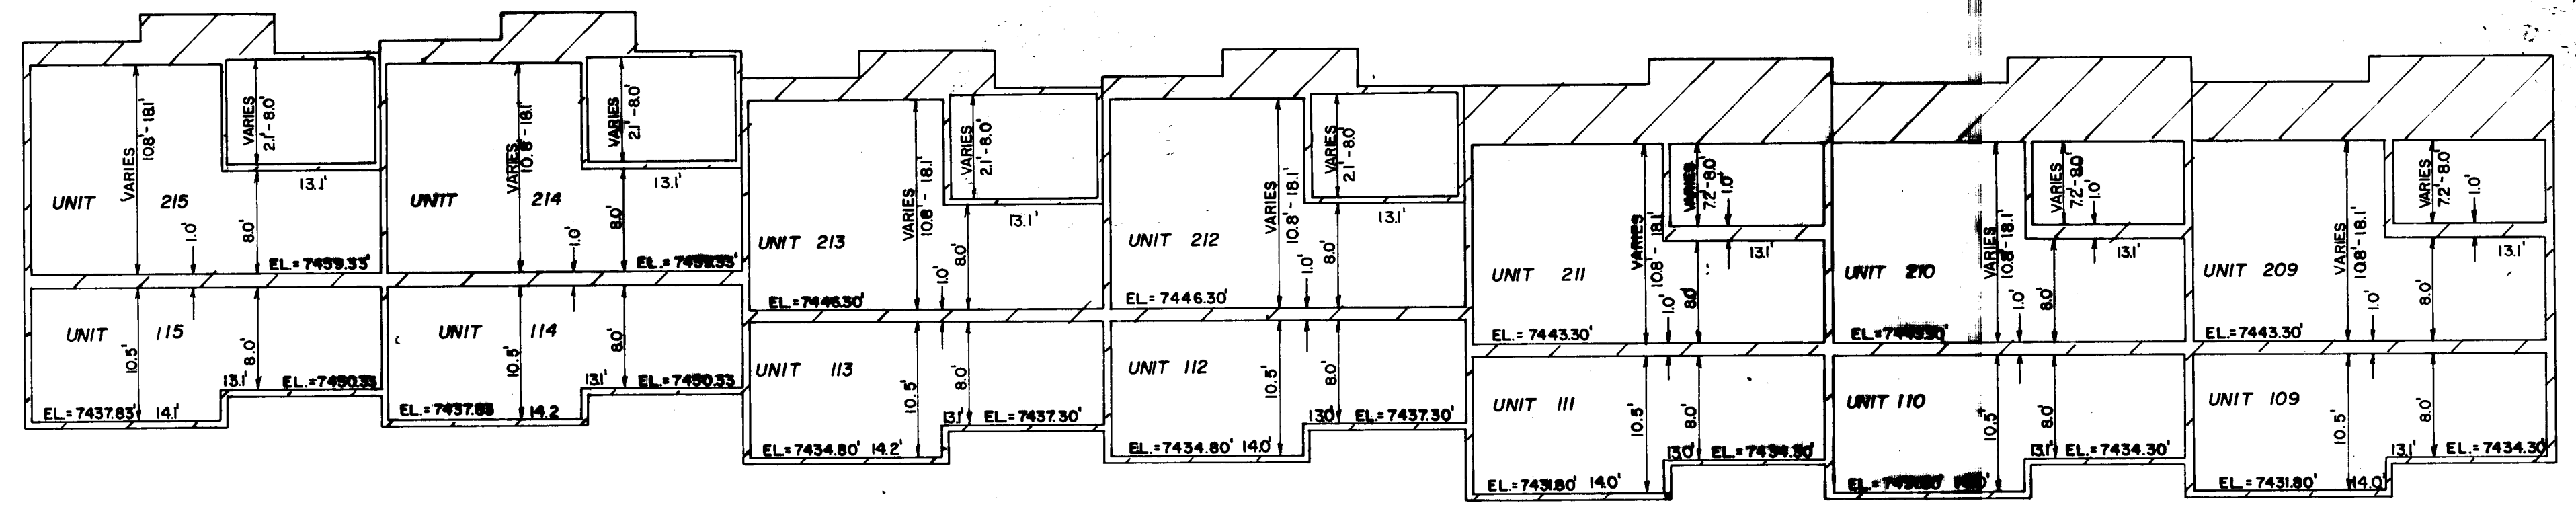 VARIES
10.8'-18.1'
VARIES
2.1'-8.0'
13.1'
UNIT 215
1.0'
8.0'
UNIT 115
10.5'
8.0'
13.1'
EL.=7437.83' 14.1'
VARIES
10.8'-18.1'
VARIES
2.1'-8.0'
13.1'
UNIT 214
1.0'
8.0'
UNIT 114
10.5'
8.0'
13.1'
EL.=7437.83 14.2
VARIES
10.8'-18.1'
VARIES
2.1'-8.0'
13.1'
UNIT 213
1.0'
8.0'
EL.=7446.30'
UNIT 113
10.5'
8.0'
13.1' EL.=7437.30'
EL.=7434.80' 14.2'
VARIES
10.8'-18.1'
VARIES
2.1'-8.0'
13.1'
UNIT 212
1.0'
8.0'
EL.=7446.30'
UNIT 112
10.5'
8.0'
13.0' EL.=7437.30'
EL.=7434.80' 14.0'
VARIES
10.8'-18.1'
VARIES
7.2'-8.0'
1.0'
13.1'
UNIT 211
1.0'
8.0'
EL.=7443.30'
UNIT 111
10.5'
8.0'
13.0'
EL.=7431.80' 14.0'
VARIES
10.8'-18.1'
VARIES
7.2'-8.0'
1.0'
13.1'
UNIT 210
1.0'
8.0'
UNIT 110
10.5'
8.0'
13.1' EL.=7434.30'
VARIES
10.8'-18.1'
VARIES
7.2'-8.0'
1.0'
13.1'
UNIT 209
1.0'
8.0'
EL.=7443.30'
UNIT 109
10.5'
8.0'
13.1' EL.=7434.30'
EL.=7431.80' 14.0'